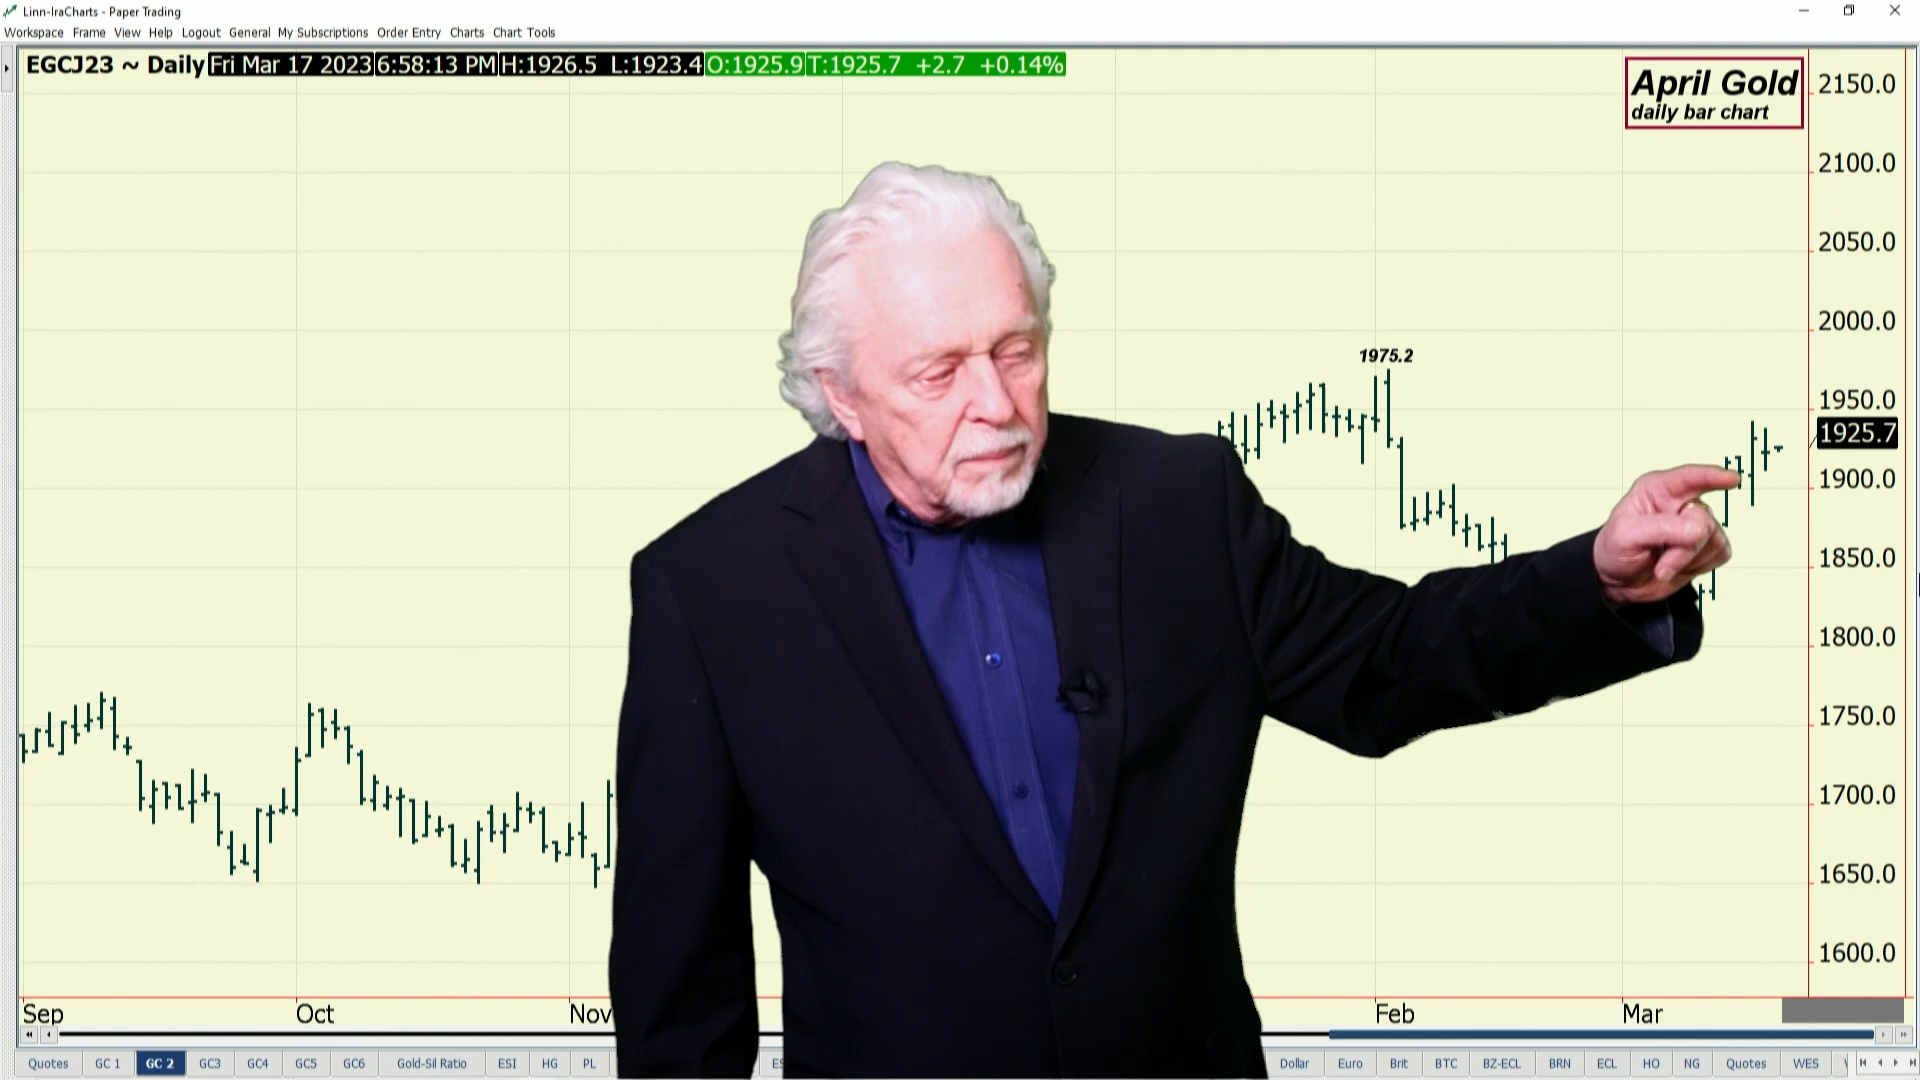 Linn-IraCharts - Paper Trading
Workspace Frame View Help Logout General My Subscriptions Order Entry Charts Chart Tools
EGCJ23 ~ Daily Fri Mar 17 2023 6:58:13 PM H:1926.5 L:1923.4 O:1925.9 T:1925.7 +2.7 +0.14%
April Gold
daily bar chart
2150.0
2100.0
2050.0
2000.0
1975.2
1950.0
1925.7
1900.0
1850.0
1800.0
1750.0
1700.0
1650.0
1600.0
Sep Oct Nov Feb Mar
Quotes GC 1 GC 2 GC3 GC4 GC5 GC6 Gold-Sil Ratio ESI HG PL Dollar Euro Brit BTC BZ-ECL BRN ECL HO NG Quotes WES